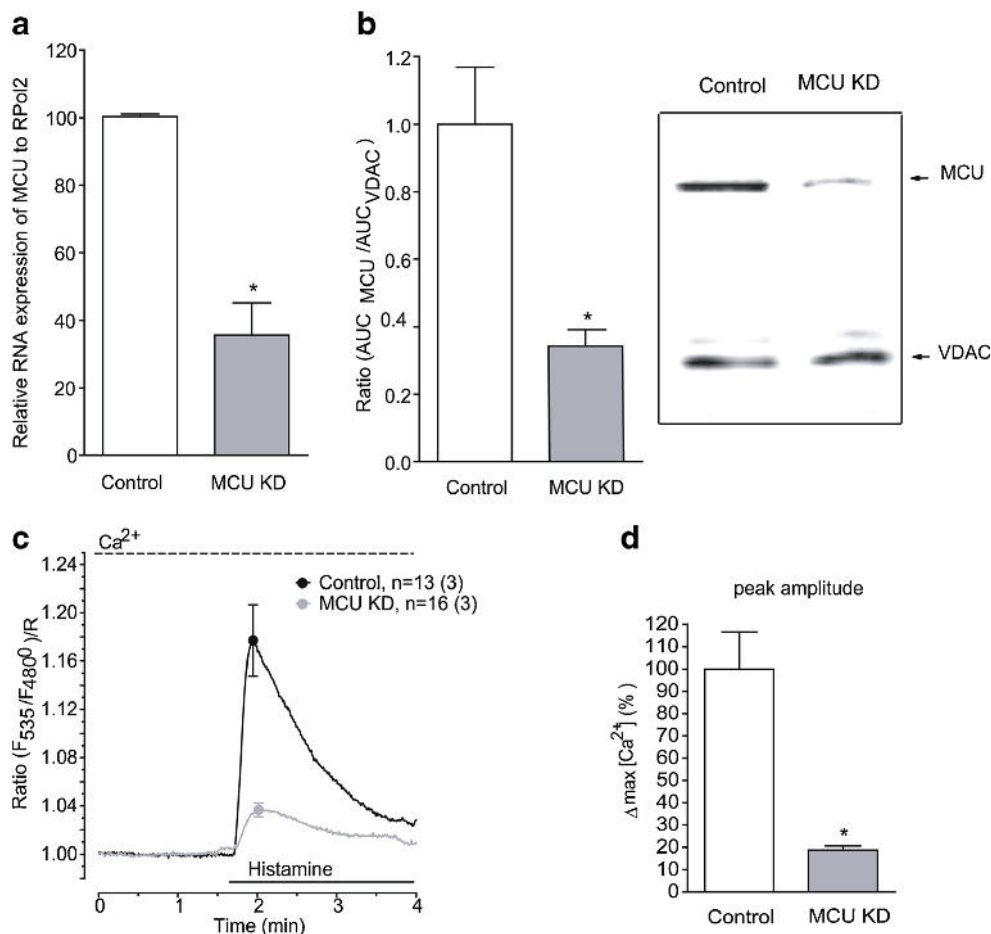 a
120
100
80
60
40
20
0
Relative RNA expression of MCU to RPol2
*
Control
MCU KD
b
1.2
1.0
0.8
0.6
0.4
0.2
0.0
Ratio (AUC MCU/AUC VDAC)
*
Control
MCU KD
Control
MCU KD
MCU
VDAC
c
Ca2+
1.24
1.20
1.16
1.12
1.08
1.04
1.00
Ratio (F535/F480)/R0
Control, n=13 (3)
MCU KD, n=16 (3)
Histamine
0
1
2
3
4
Time (min)
d
peak amplitude
120
110
100
90
80
70
60
50
40
30
20
10
0
Δmax [Ca2+] (%)
*
Control
MCU KD